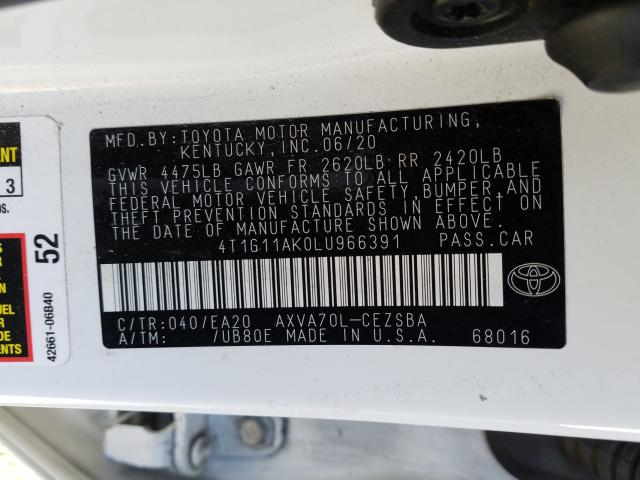 MFD. BY: TOYOTA MOTOR MANUFACTURING,
KENTUCKY, INC. 06/20
GVWR 4475LB GAWR FR 2620LB RR 2420LB
THIS VEHICLE CONFORMS TO ALL APPLICABLE
FEDERAL MOTOR VEHICLE SAFETY, BUMPER, AND
THEFT PREVENTION STANDARDS IN EFFECT ON
THE DATE OF MANUFACTURE SHOWN ABOVE.
4T1G11AK0LU966391 PASS. CAR
C/TR: 040/EA20 AXVA70L-CEZSBA
A/TM: /UB80E MADE IN U.S.A. 68016
52
42661-06B40
3